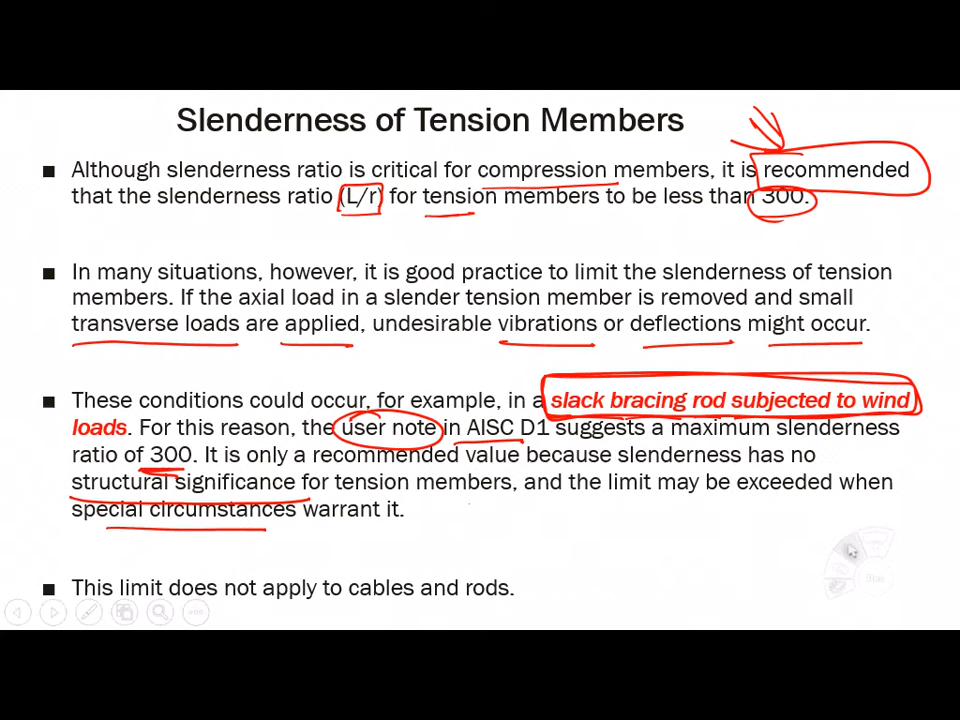 Slenderness of Tension Members
■ Although slenderness ratio is critical for compression members, it is recommended
that the slenderness ratio (L/r) for tension members to be less than 300.
■ In many situations, however, it is good practice to limit the slenderness of tension
members. If the axial load in a slender tension member is removed and small
transverse loads are applied, undesirable vibrations or deflections might occur.
■ These conditions could occur, for example, in a slack bracing rod subjected to wind
loads. For this reason, the user note in AISC D1 suggests a maximum slenderness
ratio of 300. It is only a recommended value because slenderness has no
structural significance for tension members, and the limit may be exceeded when
special circumstances warrant it.
■ This limit does not apply to cables and rods.